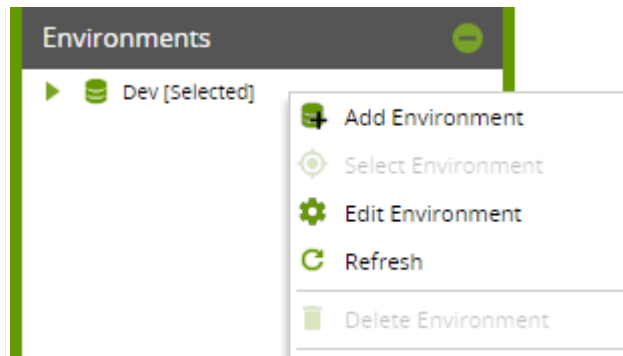 Environments
Dev [Selected]
Add Environment
Select Environment
Edit Environment
Refresh
Delete Environment